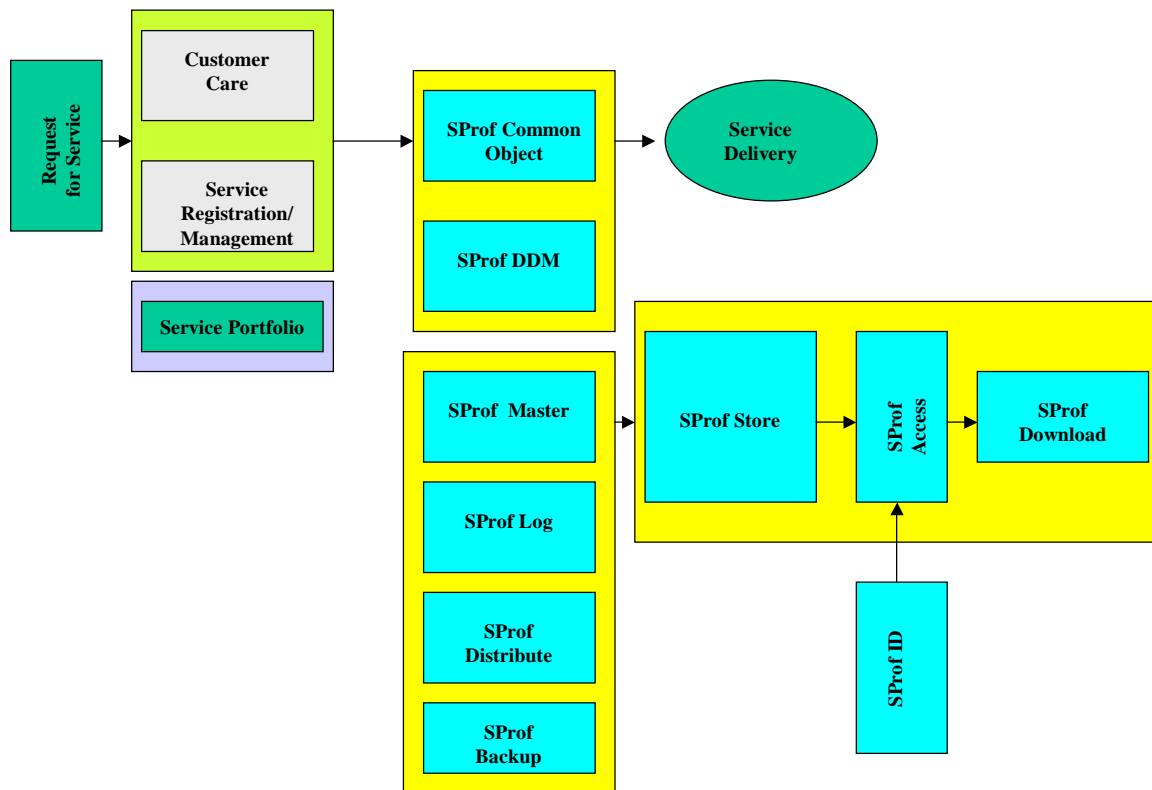 Request
for Service
Customer
Care
Service
Registration/
Management
Service Portfolio
SProf Common
Object
SProf DDM
Service
Delivery
SProf  Master
SProf Log
SProf
Distribute
SProf
Backup
SProf Store
SProf
Access
SProf
Download
SProf ID